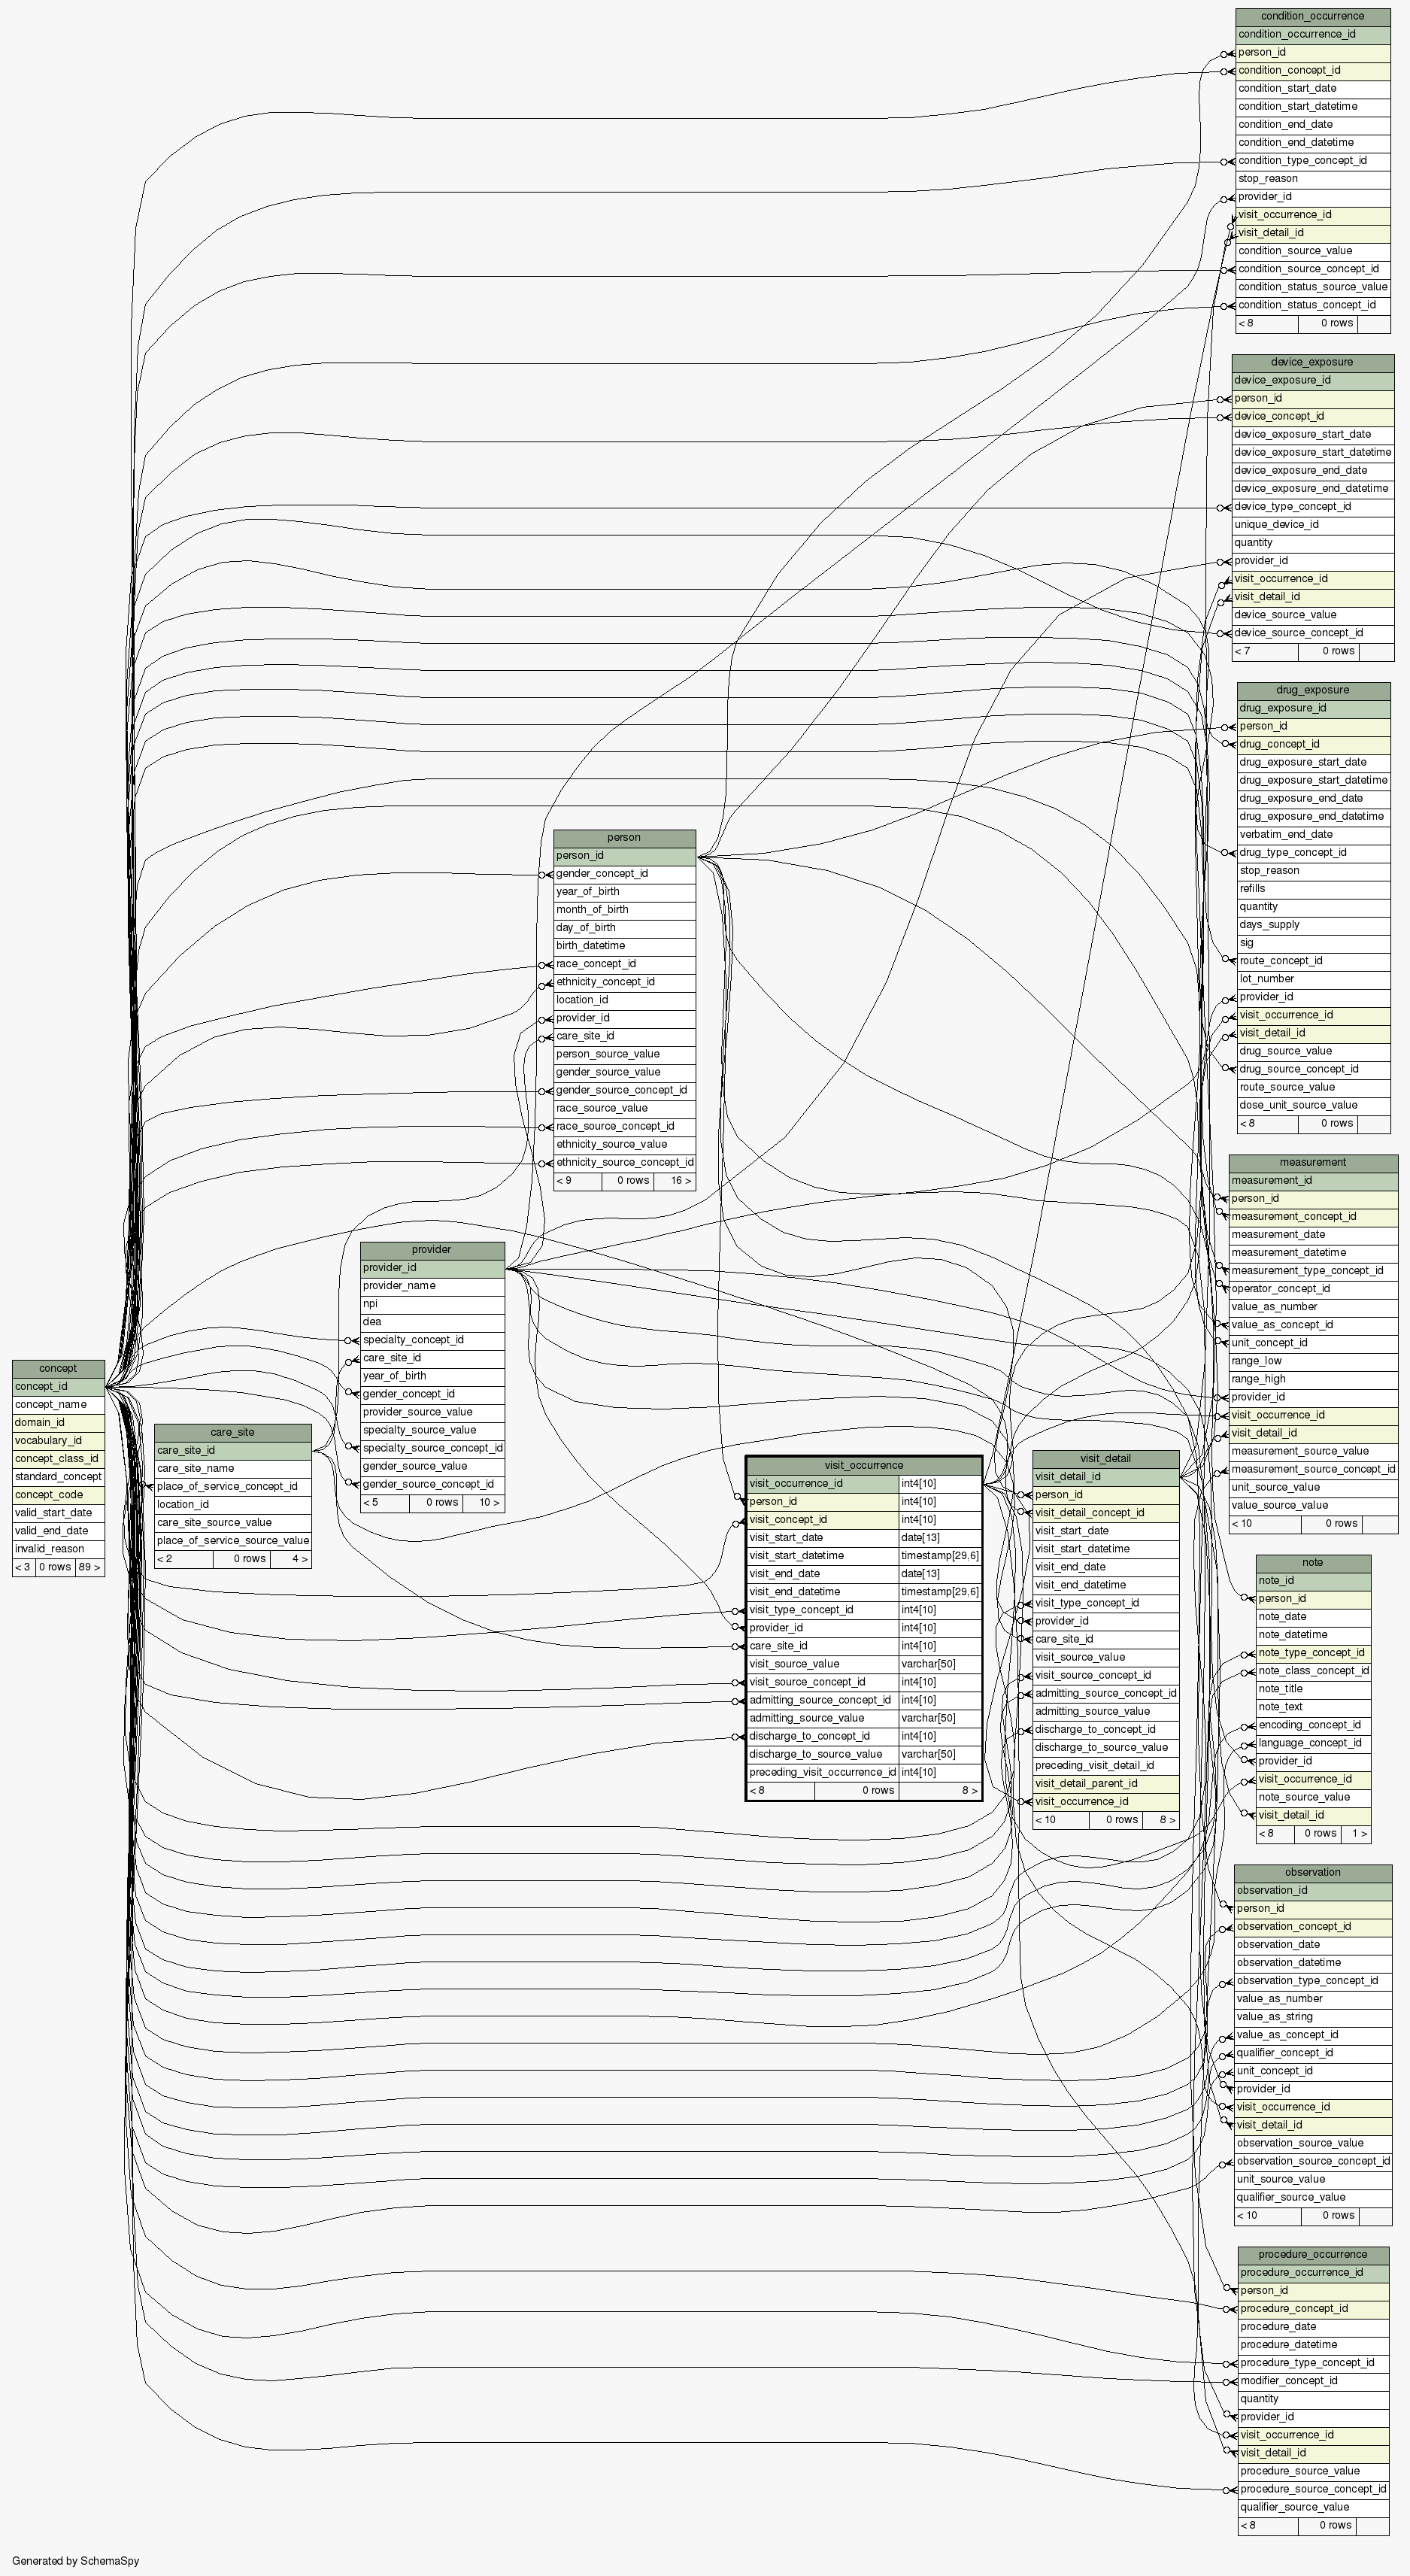 condition_occurrence
condition_occurrence_id
person_id
condition_concept_id
condition_start_date
condition_start_datetime
condition_end_date
condition_end_datetime
condition_type_concept_id
stop_reason
provider_id
visit_occurrence_id
visit_detail_id
condition_source_value
condition_source_concept_id
condition_status_source_value
condition_status_concept_id
< 8 0 rows
device_exposure
device_exposure_id
person_id
device_concept_id
device_exposure_start_date
device_exposure_start_datetime
device_exposure_end_date
device_exposure_end_datetime
device_type_concept_id
unique_device_id
quantity
provider_id
visit_occurrence_id
visit_detail_id
device_source_value
device_source_concept_id
< 7 0 rows
drug_exposure
drug_exposure_id
person_id
drug_concept_id
drug_exposure_start_date
drug_exposure_start_datetime
drug_exposure_end_date
drug_exposure_end_datetime
verbatim_end_date
drug_type_concept_id
stop_reason
refills
quantity
days_supply
sig
route_concept_id
lot_number
provider_id
visit_occurrence_id
visit_detail_id
drug_source_value
drug_source_concept_id
route_source_value
dose_unit_source_value
< 8 0 rows
person
person_id
gender_concept_id
year_of_birth
month_of_birth
day_of_birth
birth_datetime
race_concept_id
ethnicity_concept_id
location_id
provider_id
care_site_id
person_source_value
gender_source_value
gender_source_concept_id
race_source_value
race_source_concept_id
ethnicity_source_value
ethnicity_source_concept_id
< 9 0 rows 16 >
measurement
measurement_id
person_id
measurement_concept_id
measurement_date
measurement_datetime
measurement_type_concept_id
operator_concept_id
value_as_number
value_as_concept_id
unit_concept_id
range_low
range_high
provider_id
visit_occurrence_id
visit_detail_id
measurement_source_value
measurement_source_concept_id
unit_source_value
value_source_value
< 10 0 rows
provider
provider_id
provider_name
npi
dea
specialty_concept_id
care_site_id
year_of_birth
gender_concept_id
provider_source_value
specialty_source_value
specialty_source_concept_id
gender_source_value
gender_source_concept_id
< 5 0 rows 10 >
concept
concept_id
concept_name
domain_id
vocabulary_id
concept_class_id
standard_concept
concept_code
valid_start_date
valid_end_date
invalid_reason
< 3 0 rows 89 >
care_site
care_site_id
care_site_name
place_of_service_concept_id
location_id
care_site_source_value
place_of_service_source_value
< 2 0 rows 4 >
visit_occurrence
visit_occurrence_id int4[10]
person_id int4[10]
visit_concept_id int4[10]
visit_start_date date[13]
visit_start_datetime timestamp[29,6]
visit_end_date date[13]
visit_end_datetime timestamp[29,6]
visit_type_concept_id int4[10]
provider_id int4[10]
care_site_id int4[10]
visit_source_value varchar[50]
visit_source_concept_id int4[10]
admitting_source_concept_id int4[10]
admitting_source_value varchar[50]
discharge_to_concept_id int4[10]
discharge_to_source_value varchar[50]
preceding_visit_occurrence_id int4[10]
< 8 0 rows 8 >
visit_detail
visit_detail_id
person_id
visit_detail_concept_id
visit_start_date
visit_start_datetime
visit_end_date
visit_end_datetime
visit_type_concept_id
provider_id
care_site_id
visit_source_value
visit_source_concept_id
admitting_source_concept_id
admitting_source_value
discharge_to_concept_id
discharge_to_source_value
preceding_visit_detail_id
visit_detail_parent_id
visit_occurrence_id
< 10 0 rows 8 >
note
note_id
person_id
note_date
note_datetime
note_type_concept_id
note_class_concept_id
note_title
note_text
encoding_concept_id
language_concept_id
provider_id
visit_occurrence_id
note_source_value
visit_detail_id
< 8 0 rows 1 >
observation
observation_id
person_id
observation_concept_id
observation_date
observation_datetime
observation_type_concept_id
value_as_number
value_as_string
value_as_concept_id
qualifier_concept_id
unit_concept_id
provider_id
visit_occurrence_id
visit_detail_id
observation_source_value
observation_source_concept_id
unit_source_value
qualifier_source_value
< 10 0 rows
procedure_occurrence
procedure_occurrence_id
person_id
procedure_concept_id
procedure_date
procedure_datetime
procedure_type_concept_id
modifier_concept_id
quantity
provider_id
visit_occurrence_id
visit_detail_id
procedure_source_value
procedure_source_concept_id
qualifier_source_value
< 8 0 rows
Generated by SchemaSpy